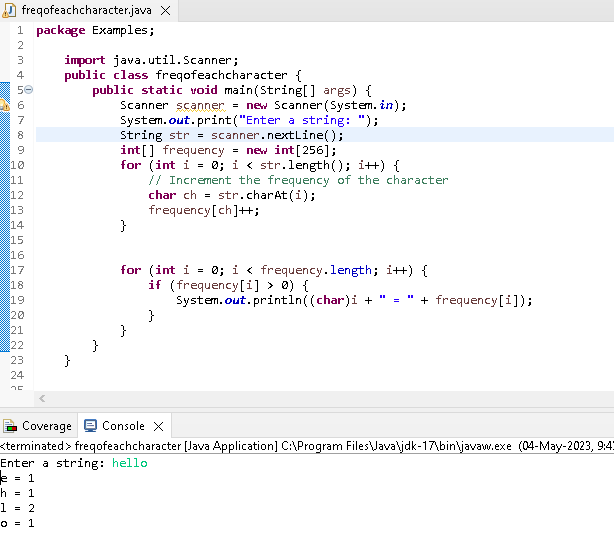 freqofeachcharacter.java
1 package Examples;
2
3 import java.util.Scanner;
4 public class freqofeachcharacter {
5 public static void main(String[] args) {
6 Scanner scanner = new Scanner(System.in);
7 System.out.print("Enter a string: ");
8 String str = scanner.nextLine();
9 int[] frequency = new int[256];
10 for (int i = 0; i < str.length(); i++) {
11 // Increment the frequency of the character
12 char ch = str.charAt(i);
13 frequency[ch]++;
14 }
15
16
17 for (int i = 0; i < frequency.length; i++) {
18 if (frequency[i] > 0) {
19 System.out.println((char)i + " = " + frequency[i]);
20 }
21 }
22 }
23 }
24
25
Coverage Console
<terminated> freqofeachcharacter [Java Application] C:\Program Files\Java\jdk-17\bin\javaw.exe (04-May-2023, 9:4
Enter a string: hello
e = 1
h = 1
l = 2
o = 1